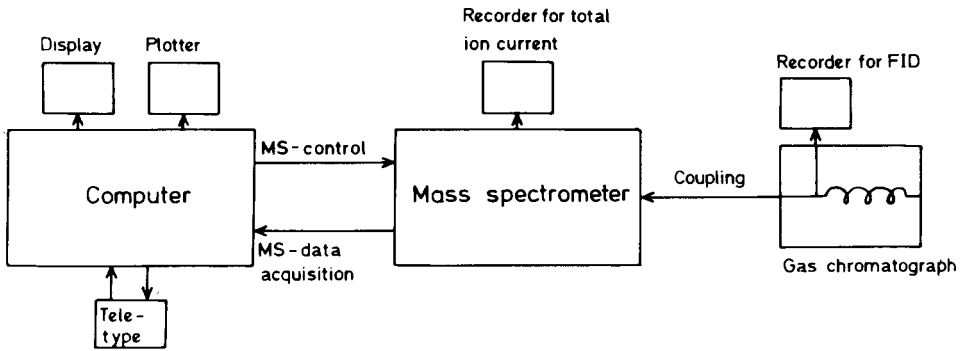 Display
Plotter
Recorder for total
ion current
Recorder for FID
MS-control
Computer
Mass spectrometer
Coupling
MS-data
acquisition
Gas chromatograph
Tele-
type